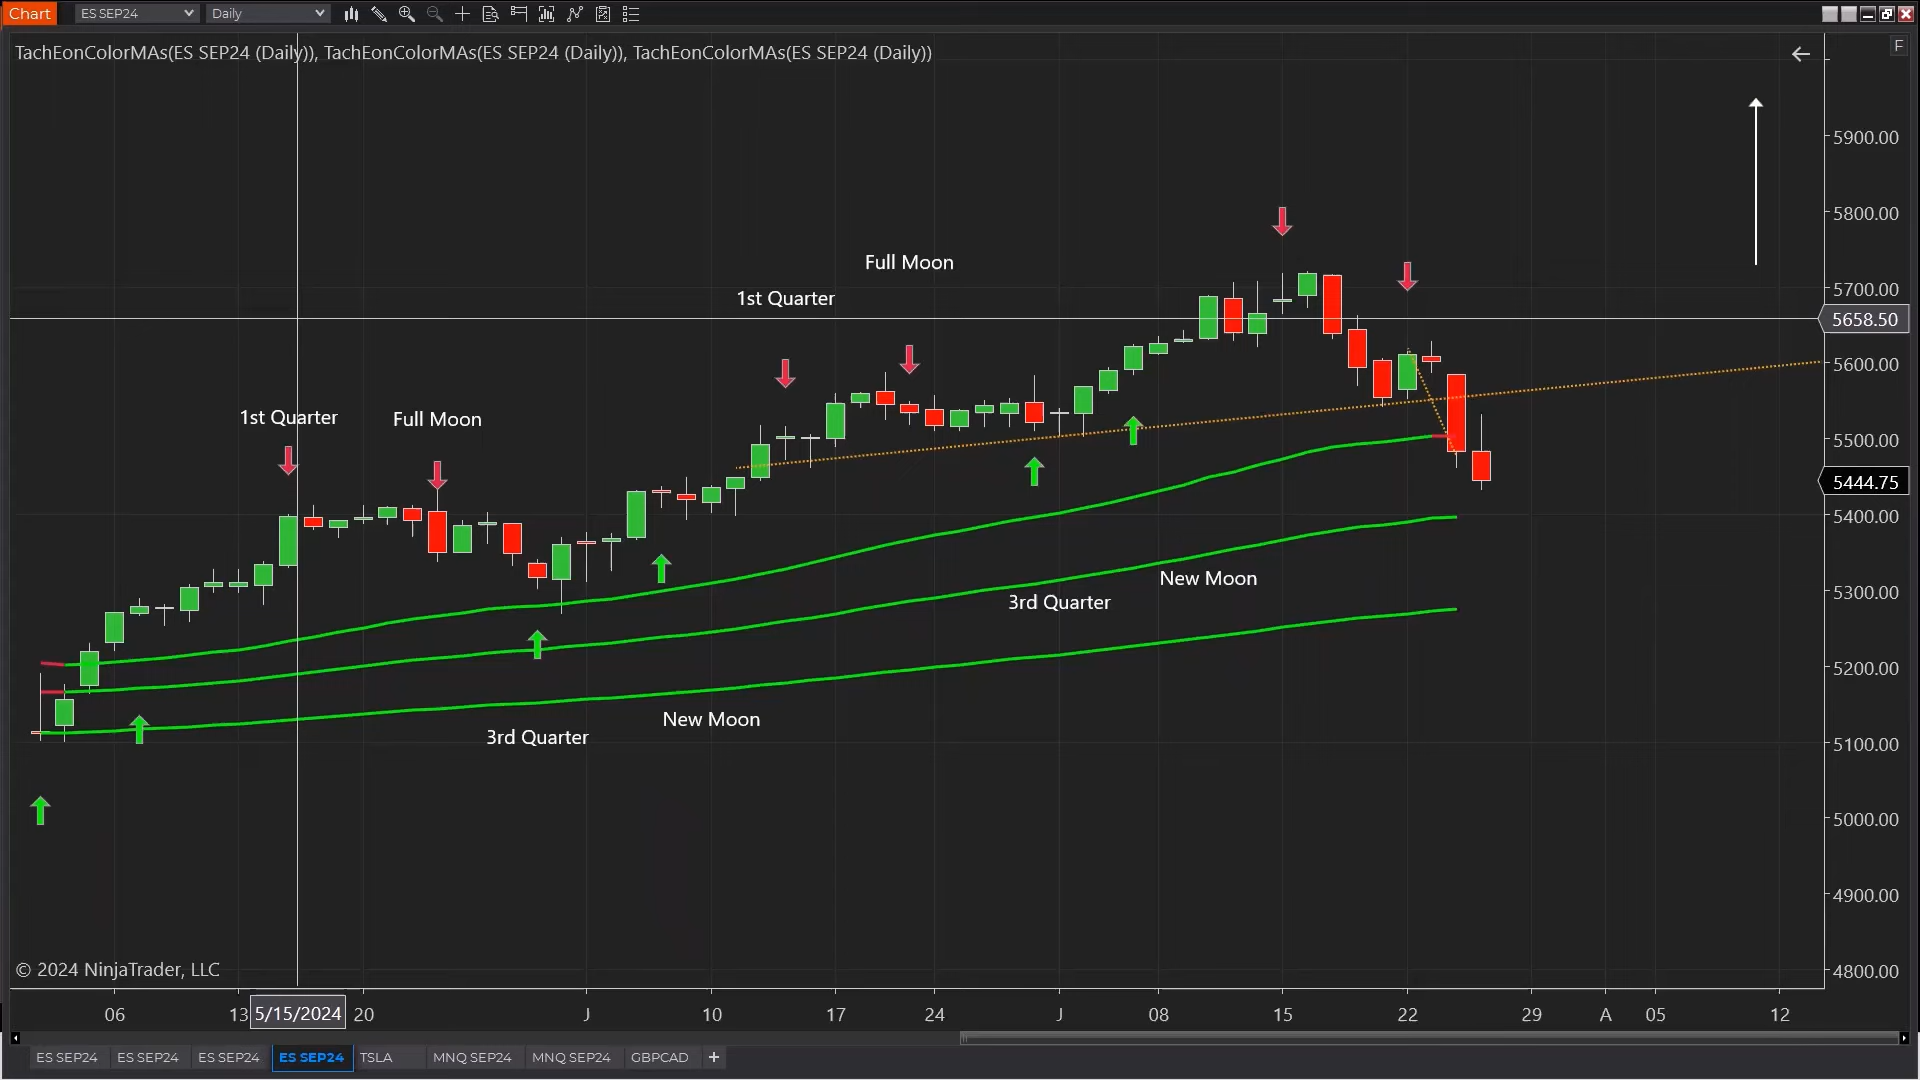 Chart ES SEP24 Daily
TachEonColorMAs(ES SEP24 (Daily)), TachEonColorMAs(ES SEP24 (Daily)), TachEonColorMAs(ES SEP24 (Daily))
F
5900.00
5800.00
5700.00
5658.50
5600.00
5500.00
5444.75
5400.00
5300.00
5200.00
5100.00
5000.00
4900.00
4800.00
Full Moon
1st Quarter
1st Quarter
Full Moon
New Moon
3rd Quarter
New Moon
3rd Quarter
© 2024 NinjaTrader, LLC
06 13 5/15/2024 20 J 10 17 24 J 08 15 22 29 A 05 12
ES SEP24 ES SEP24 ES SEP24 ES SEP24 TSLA MNQ SEP24 MNQ SEP24 GBPCAD +